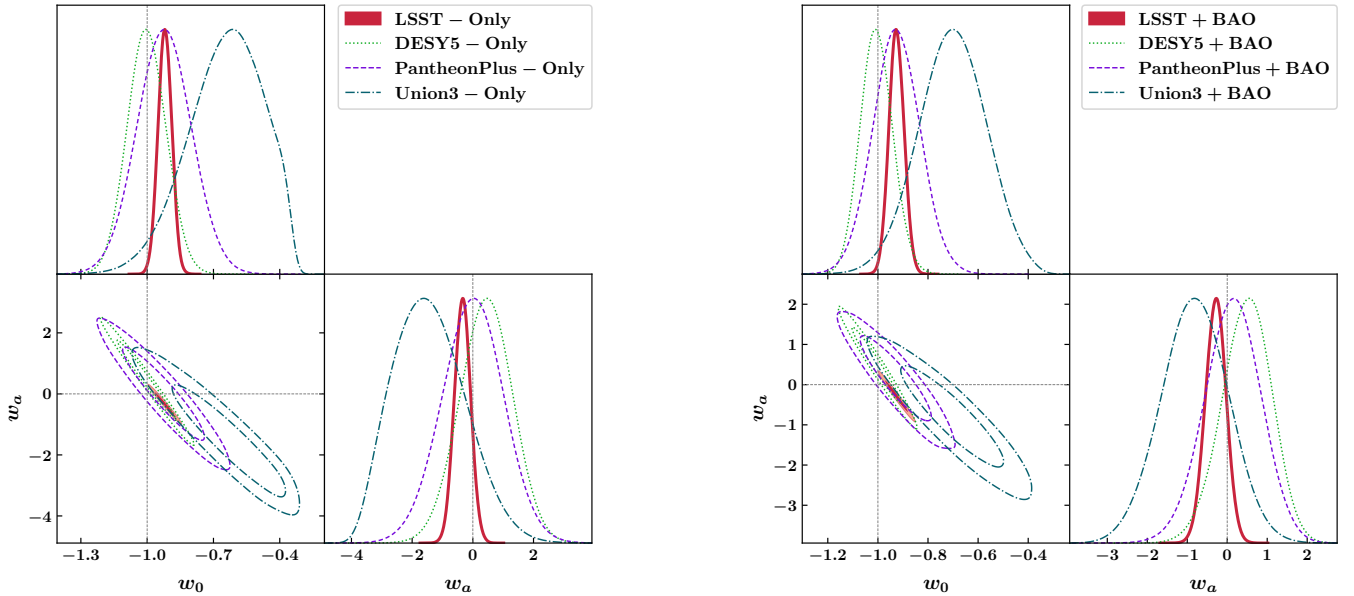 LSST − Only
DESY5 − Only
PantheonPlus − Only
Union3 − Only
2
0
−2
−4
w_a
−1.3
−1.0
−0.7
−0.4
w_0
−4
−2
0
2
w_a
LSST + BAO
DESY5 + BAO
PantheonPlus + BAO
Union3 + BAO
2
1
0
−1
−2
−3
w_a
−1.2
−1.0
−0.8
−0.6
−0.4
w_0
−3
−2
−1
0
1
2
w_a